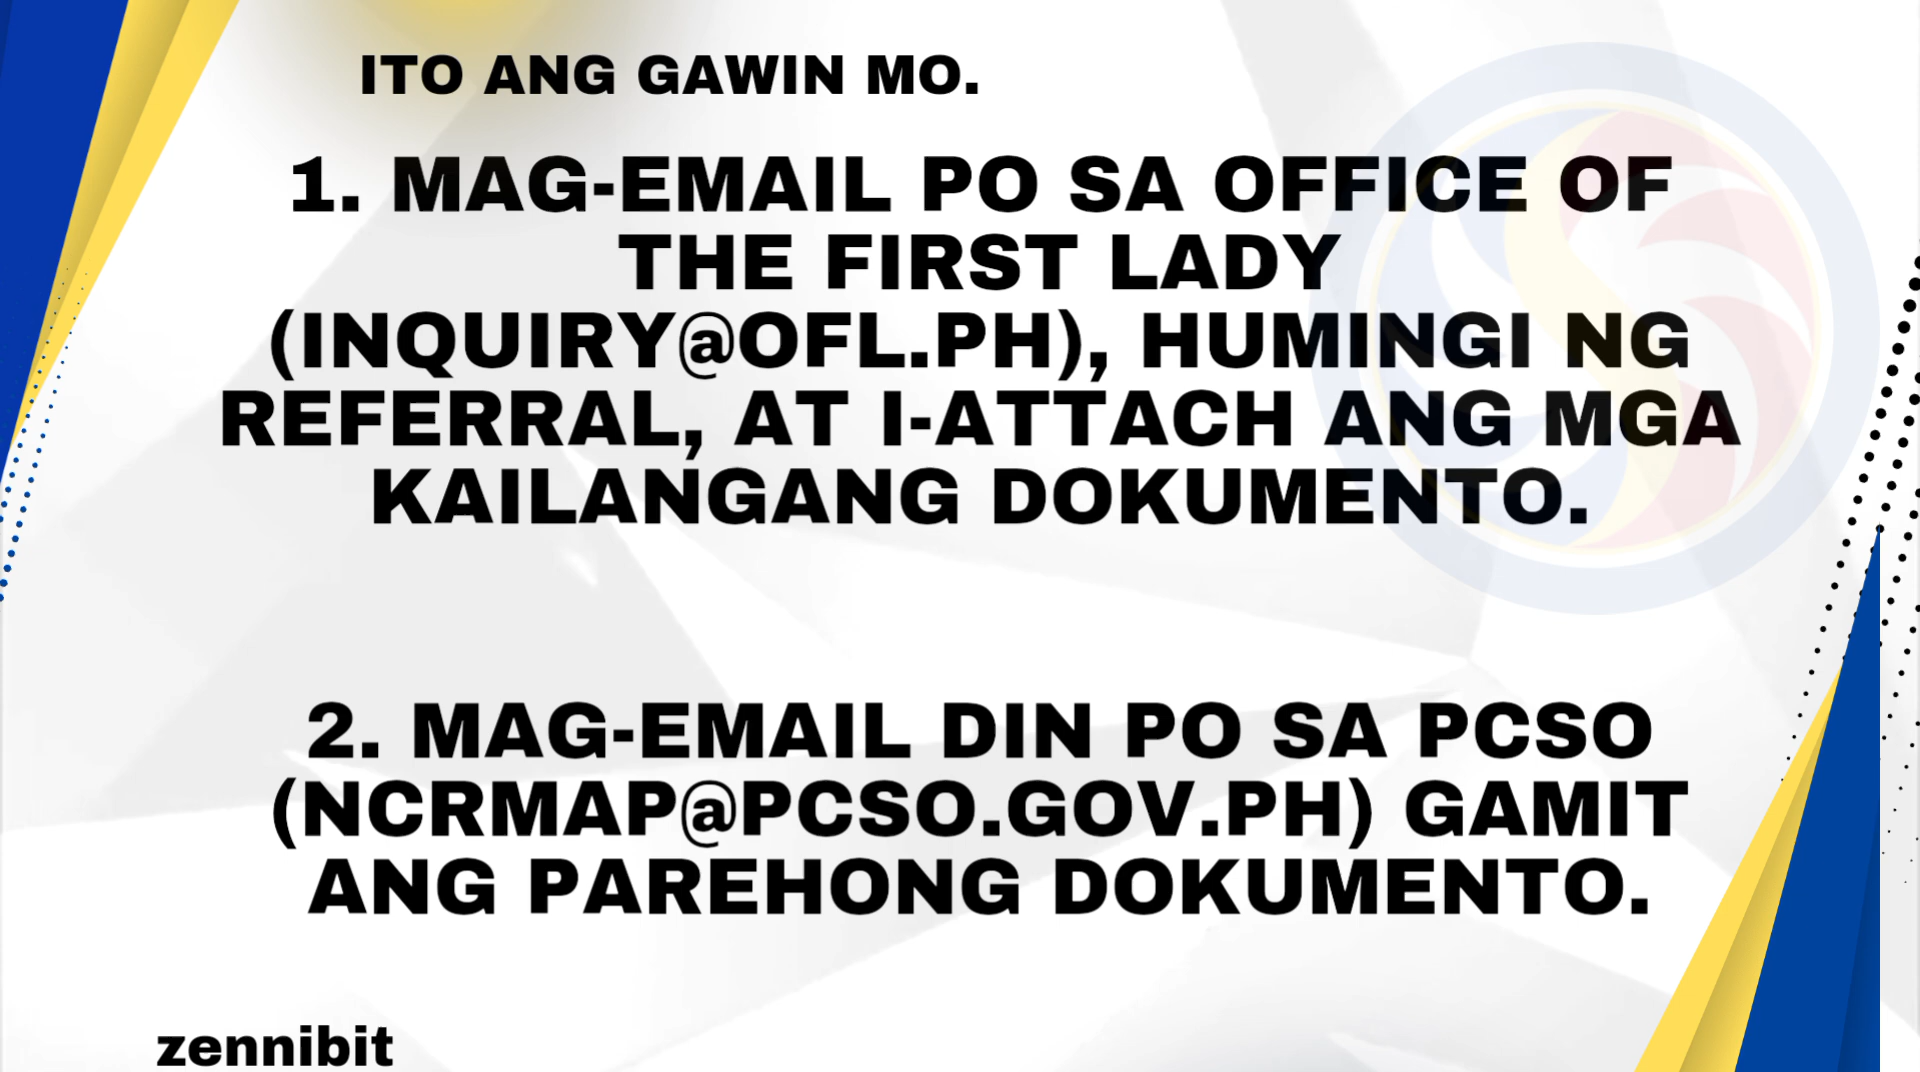 ITO ANG GAWIN MO.
1. MAG-EMAIL PO SA OFFICE OF
THE FIRST LADY
(INQUIRY@OFL.PH), HUMINGI NG
REFERRAL, AT I-ATTACH ANG MGA
KAILANGANG DOKUMENTO.
2. MAG-EMAIL DIN PO SA PCSO
(NCRMAP@PCSO.GOV.PH) GAMIT
ANG PAREHONG DOKUMENTO.
zennibit